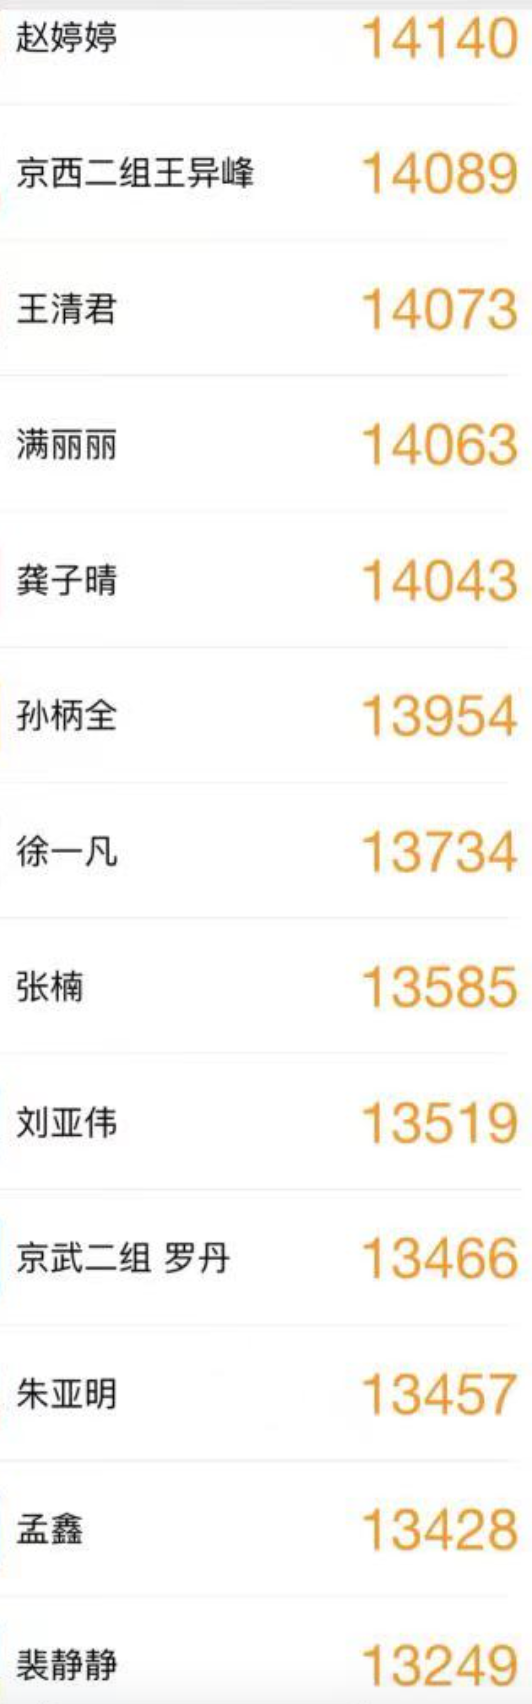 赵婷婷 14140
京西二组王异峰 14089
王清君 14073
满丽丽 14063
龚子晴 14043
孙柄全 13954
徐一凡 13734
张楠 13585
刘亚伟 13519
京武二组 罗丹 13466
朱亚明 13457
孟鑫 13428
裴静静 13249